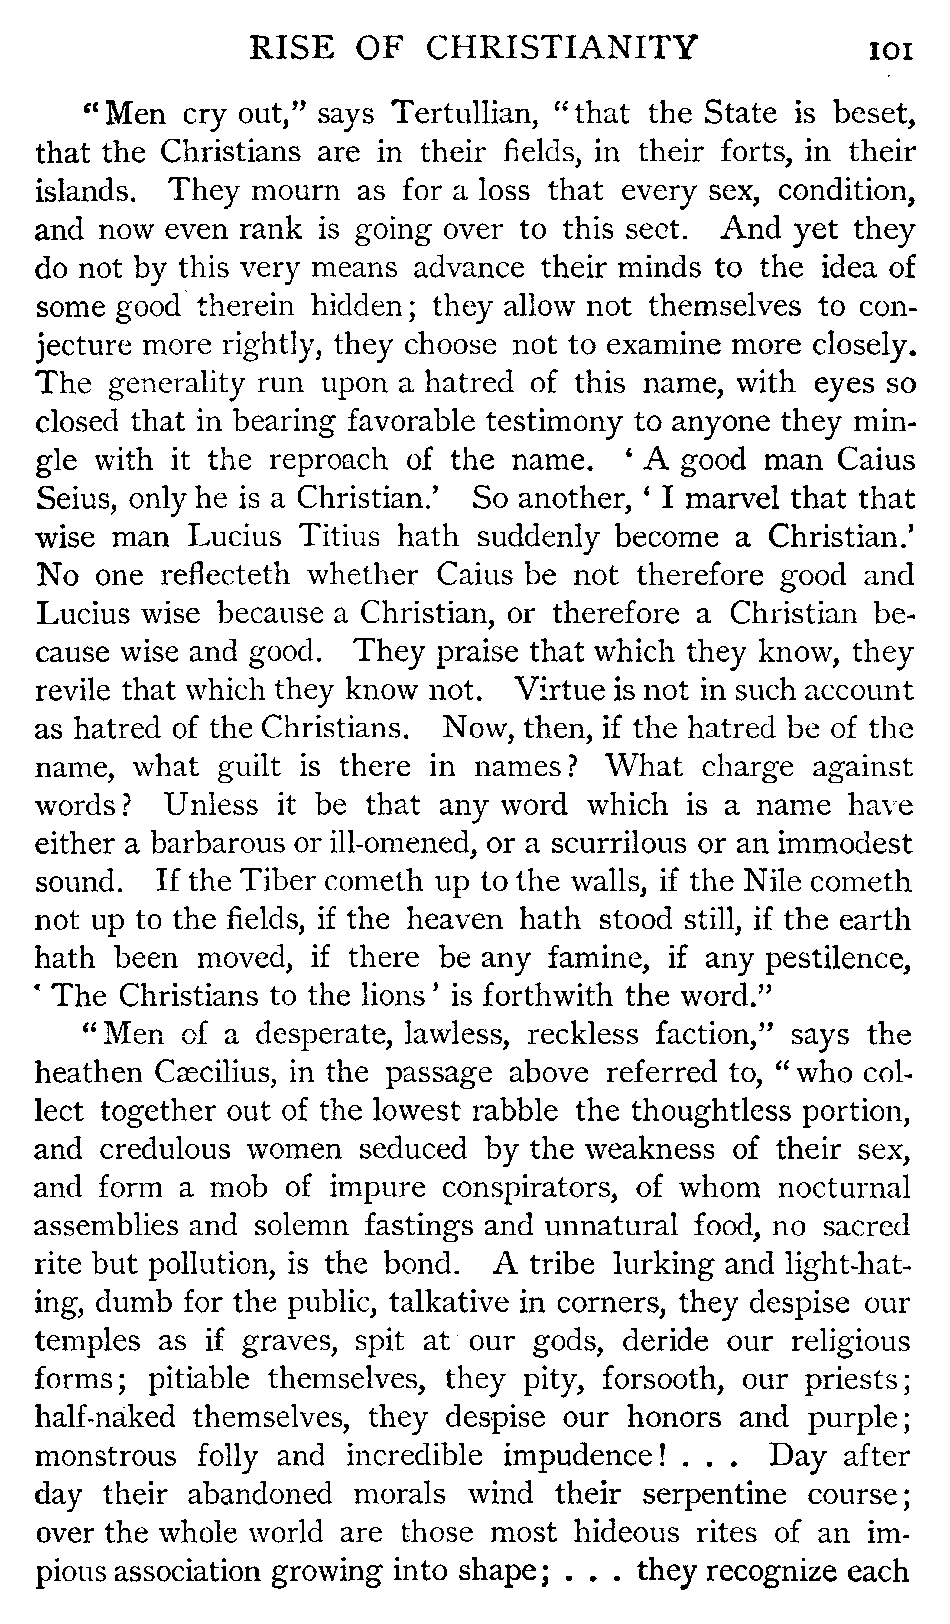 RISE OF CHRISTIANITY 101
“Men cry out,” says Tertullian, “that the State is beset,
that the Christians are in their fields, in their forts, in their
islands. They mourn as for a loss that every sex, condition,
and now even rank is going over to this sect. And yet they
do not by this very means advance their minds to the idea of
some good therein hidden; they allow not themselves to con-
jecture more rightly, they choose not to examine more closely.
The generality run upon a hatred of this name, with eyes so
closed that in bearing favorable testimony to anyone they min-
gle with it the reproach of the name. ‘A good man Caius
Seius, only he is a Christian.’ So another, ‘I marvel that that
wise man Lucius Titius hath suddenly become a Christian.’
No one reflecteth whether Caius be not therefore good and
Lucius wise because a Christian, or therefore a Christian be-
cause wise and good. They praise that which they know, they
revile that which they know not. Virtue is not in such account
as hatred of the Christians. Now, then, if the hatred be of the
name, what guilt is there in names? What charge against
words? Unless it be that any word which is a name have
either a barbarous or ill-omened, or a scurrilous or an immodest
sound. If the Tiber cometh up to the walls, if the Nile cometh
not up to the fields, if the heaven hath stood still, if the earth
hath been moved, if there be any famine, if any pestilence,
‘The Christians to the lions’ is forthwith the word.”
“Men of a desperate, lawless, reckless faction,” says the
heathen Cæcilius, in the passage above referred to, “who col-
lect together out of the lowest rabble the thoughtless portion,
and credulous women seduced by the weakness of their sex,
and form a mob of impure conspirators, of whom nocturnal
assemblies and solemn fastings and unnatural food, no sacred
rite but pollution, is the bond. A tribe lurking and light-hat-
ing, dumb for the public, talkative in corners, they despise our
temples as if graves, spit at our gods, deride our religious
forms; pitiable themselves, they pity, forsooth, our priests;
half-naked themselves, they despise our honors and purple;
monstrous folly and incredible impudence! . . . Day after
day their abandoned morals wind their serpentine course;
over the whole world are those most hideous rites of an im-
pious association growing into shape; . . . they recognize each